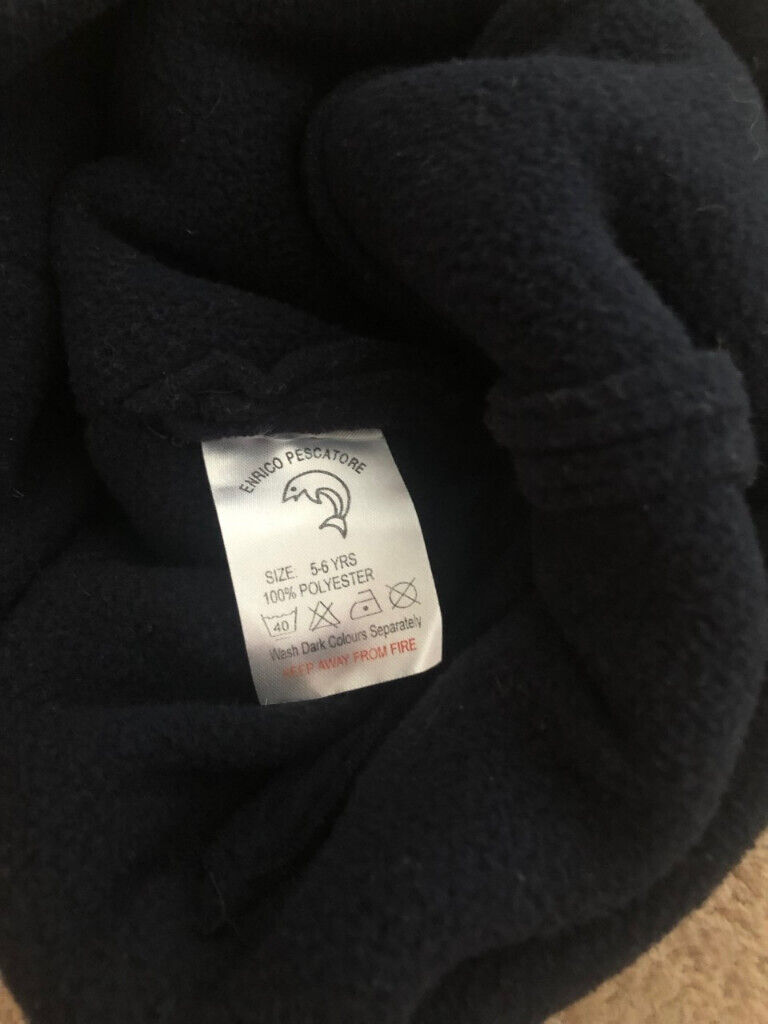 ENRICO PESCATORE
SIZE: 5-6 YRS
100% POLYESTER
40
Wash Dark Colours Separately
KEEP AWAY FROM FIRE